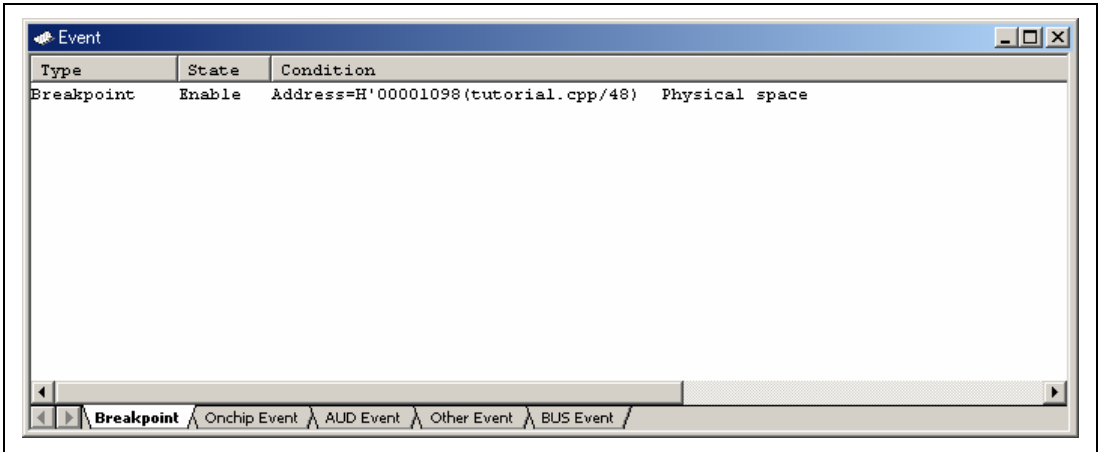 Event
Type State Condition
Breakpoint Enable Address=H'00001098(tutorial.cpp/48) Physical space
Breakpoint Onchip Event AUD Event Other Event BUS Event